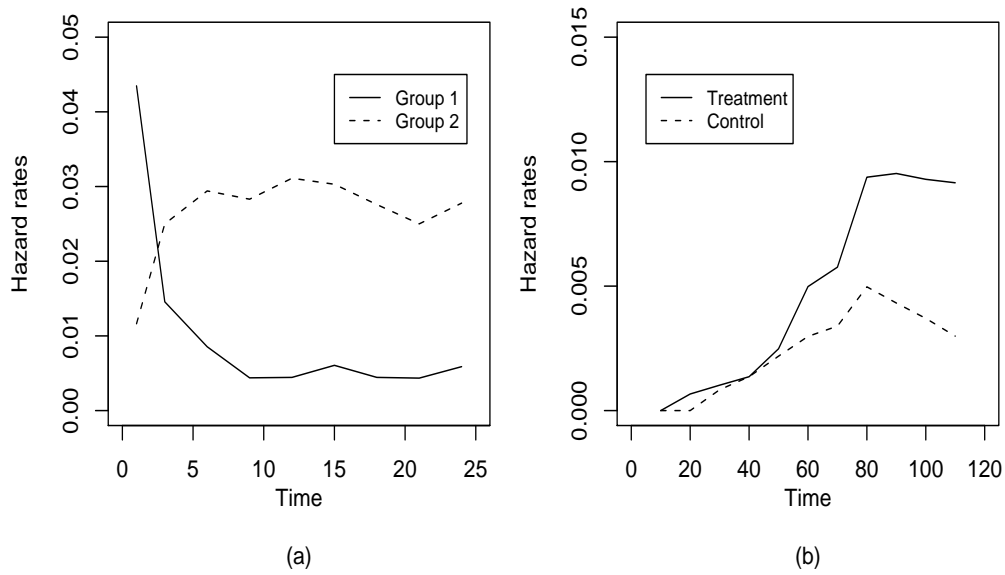 Hazard rates
0.00 0.01 0.02 0.03 0.04 0.05
Group 1
Group 2
0 5 10 15 20 25
Time
(a)
Hazard rates
0.000 0.005 0.010 0.015
Treatment
Control
0 20 40 60 80 100 120
Time
(b)